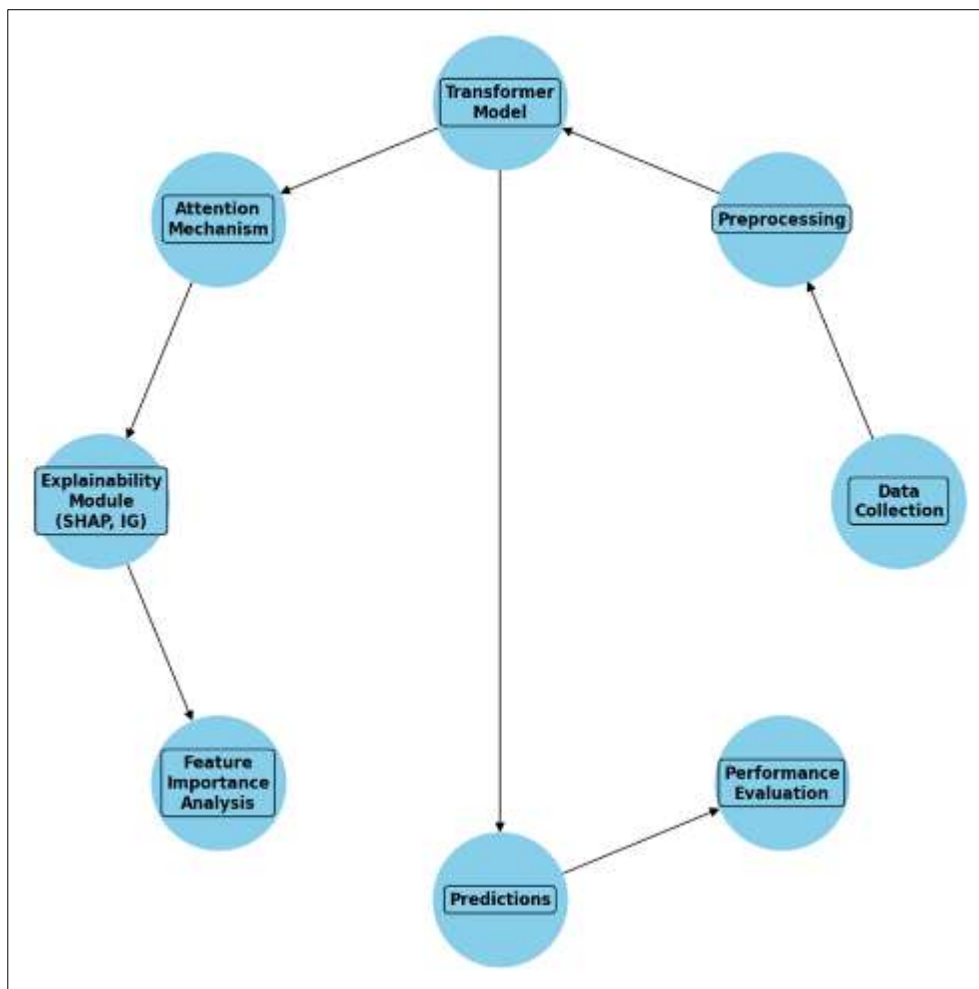 Transformer
Model
Attention
Mechanism
Preprocessing
Explainability
Module
(SHAP, IG)
Data
Collection
Feature
Importance
Analysis
Performance
Evaluation
Predictions